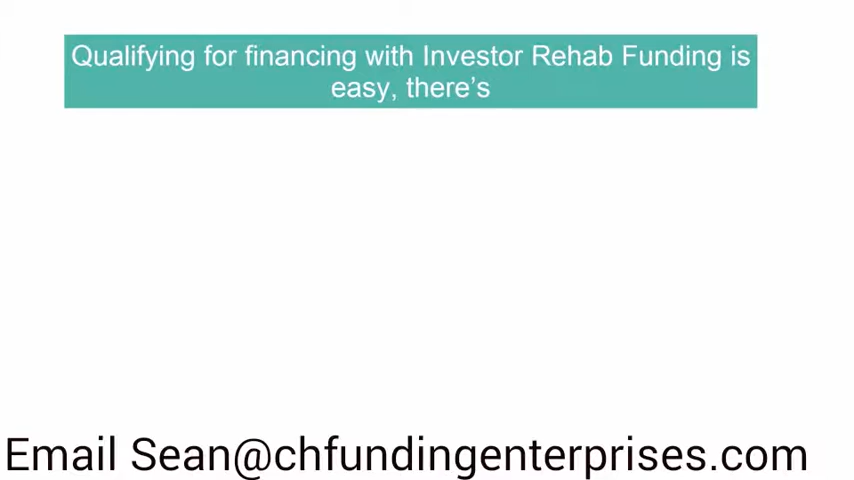 Qualifying for financing with Investor Rehab Funding is
easy, there’s
Email Sean@chfundingenterprises.com